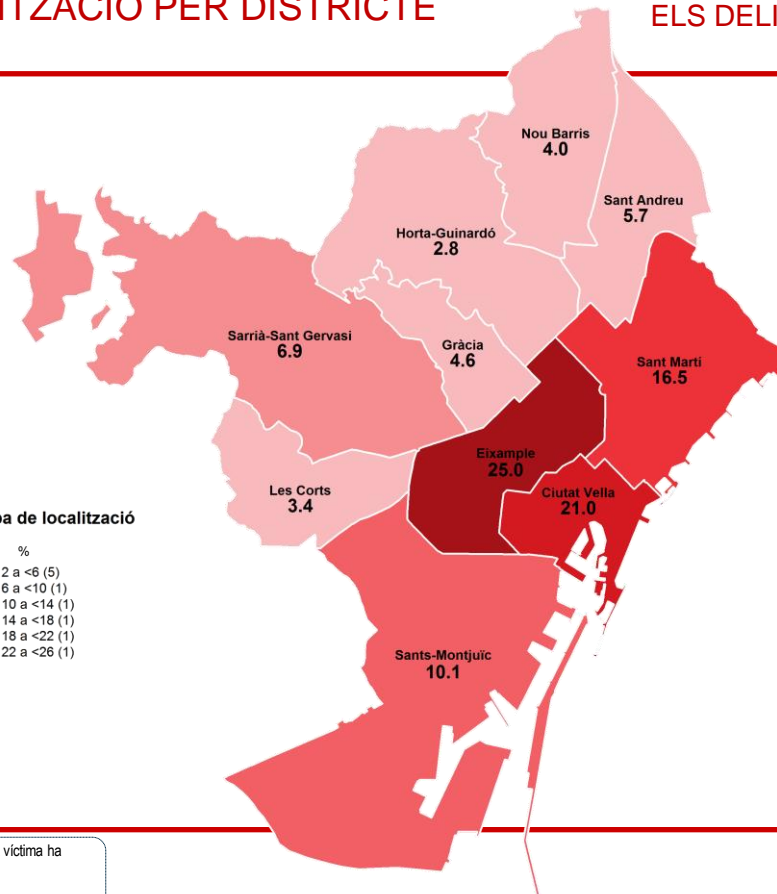 ITZACIÓ PER DISTRICTE
ELS DELI
Nou Barris
4.0
Sant Andreu
5.7
Horta-Guinardó
2.8
Sarrià-Sant Gervasi
6.9
Gràcia
4.6
Sant Martí
16.5
Eixample
25.0
Ciutat Vella
21.0
Les Corts
3.4
pa de localització
%
2 a <6 (5)
6 a <10 (1)
10 a <14 (1)
14 a <18 (1)
18 a <22 (1)
22 a <26 (1)
Sants-Montjuïc
10.1
víctima ha